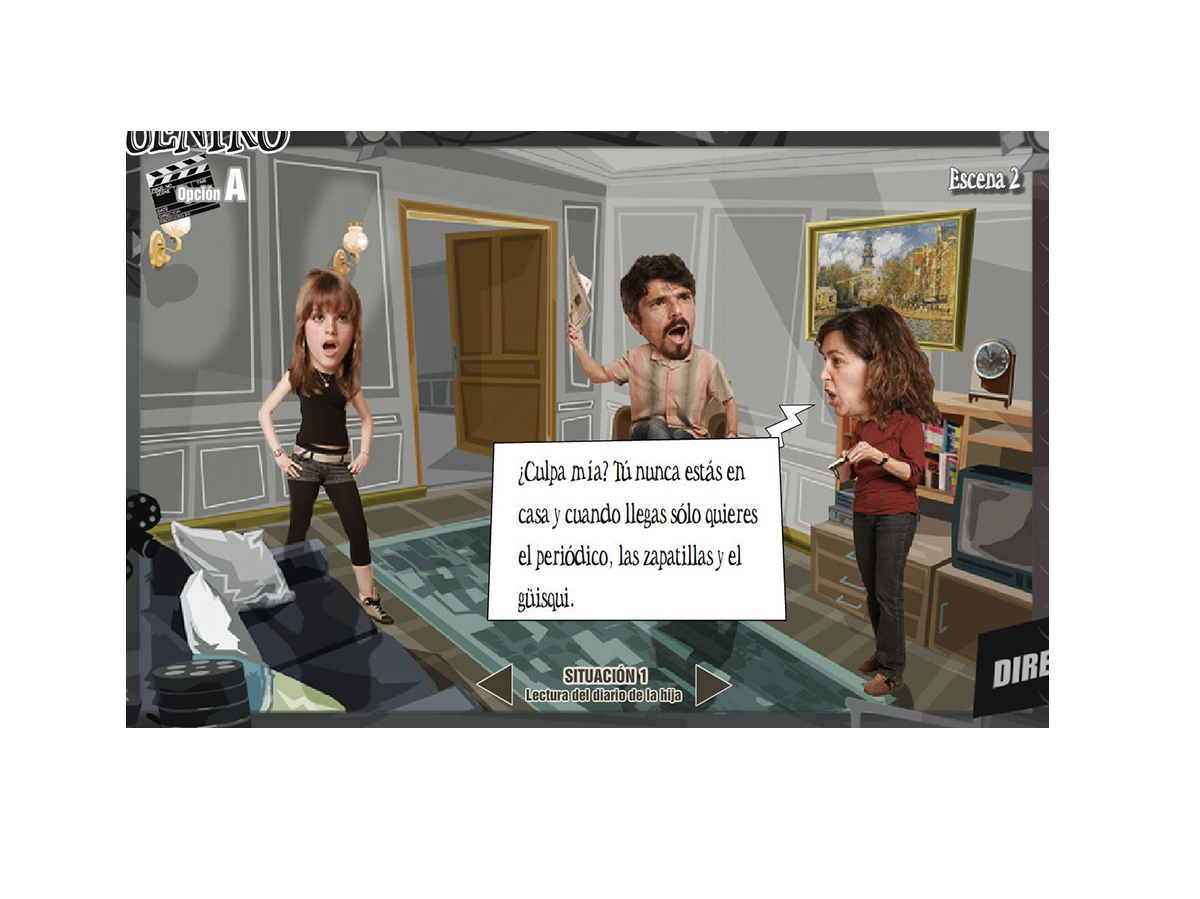 Opción A
Escena 2
¿Culpa mía? Tú nunca estás en
casa y cuando llegas sólo quieres
el periódico, las zapatillas y el
güisqui.
DIRE
SITUACIÓN 1
Lectura del diario de la hija